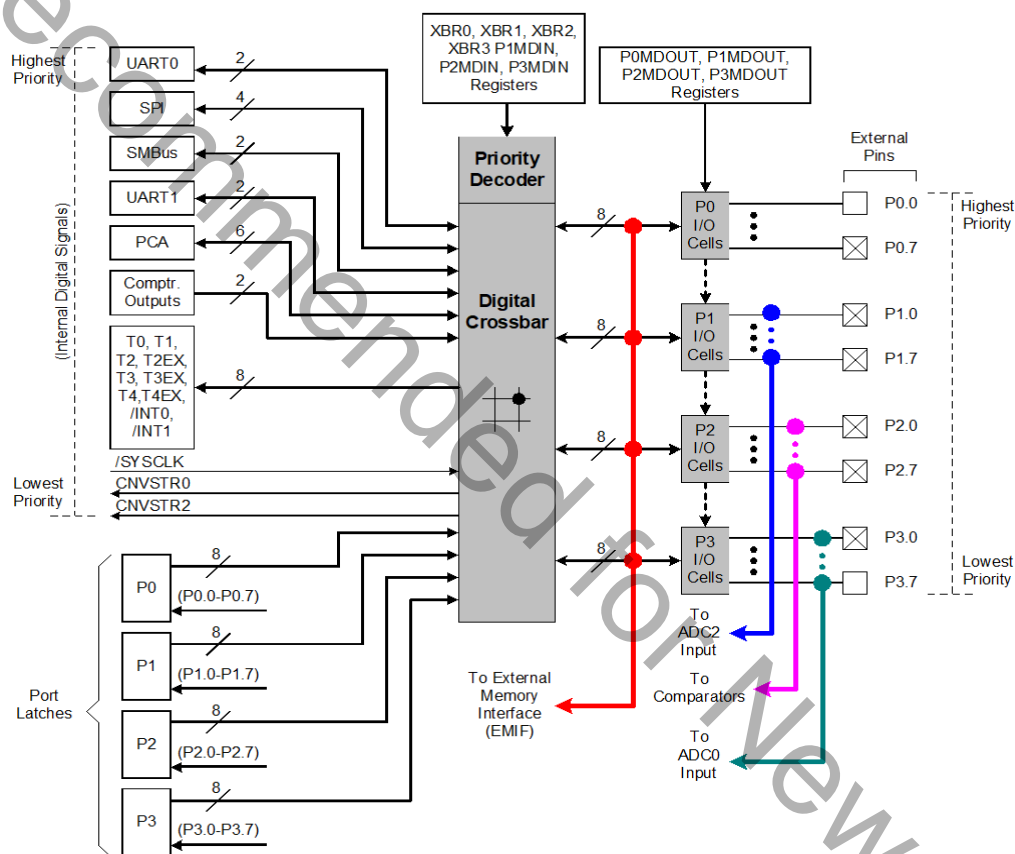 XBR0, XBR1, XBR2,
XBR3 P1MDIN,
P2MDIN, P3MDIN
Registers
P0MDOUT, P1MDOUT,
P2MDOUT, P3MDOUT
Registers
Highest
Priority
UART0
2
SPI
4
SMBus
2
UART1
2
PCA
6
Comptr.
Outputs
2
T0, T1,
T2, T2EX,
T3, T3EX,
T4,T4EX,
/INT0,
/INT1
8
/SYSCLK
CNVSTR0
CNVSTR2
Lowest
Priority
(Internal Digital Signals)
Priority
Decoder
Digital
Crossbar
External
Pins
8
P0
I/O
Cells
P0.0
P0.7
Highest
Priority
8
P1
I/O
Cells
P1.0
P1.7
8
P2
I/O
Cells
P2.0
P2.7
8
P3
I/O
Cells
P3.0
P3.7
Lowest
Priority
To
ADC2
Input
To
Comparators
To
ADC0
Input
To External
Memory
Interface
(EMIF)
Port
Latches
P0
8
(P0.0-P0.7)
P1
8
(P1.0-P1.7)
P2
8
(P2.0-P2.7)
P3
8
(P3.0-P3.7)
ecommended for New